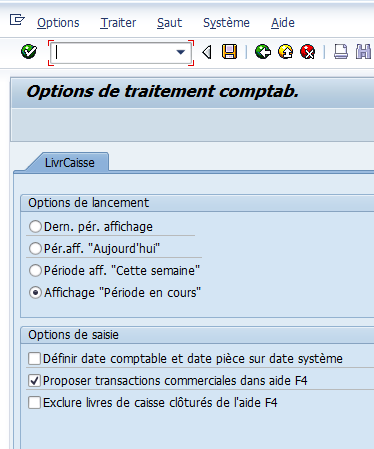 Options Traiter Saut Système Aide
Options de traitement comptab.
LivrCaisse
Options de lancement
Dern. pér. affichage
Pér.aff. "Aujourd'hui"
Période aff. "Cette semaine"
Affichage "Période en cours"
Options de saisie
Définir date comptable et date pièce sur date système
Proposer transactions commerciales dans aide F4
Exclure livres de caisse clôturés de l'aide F4